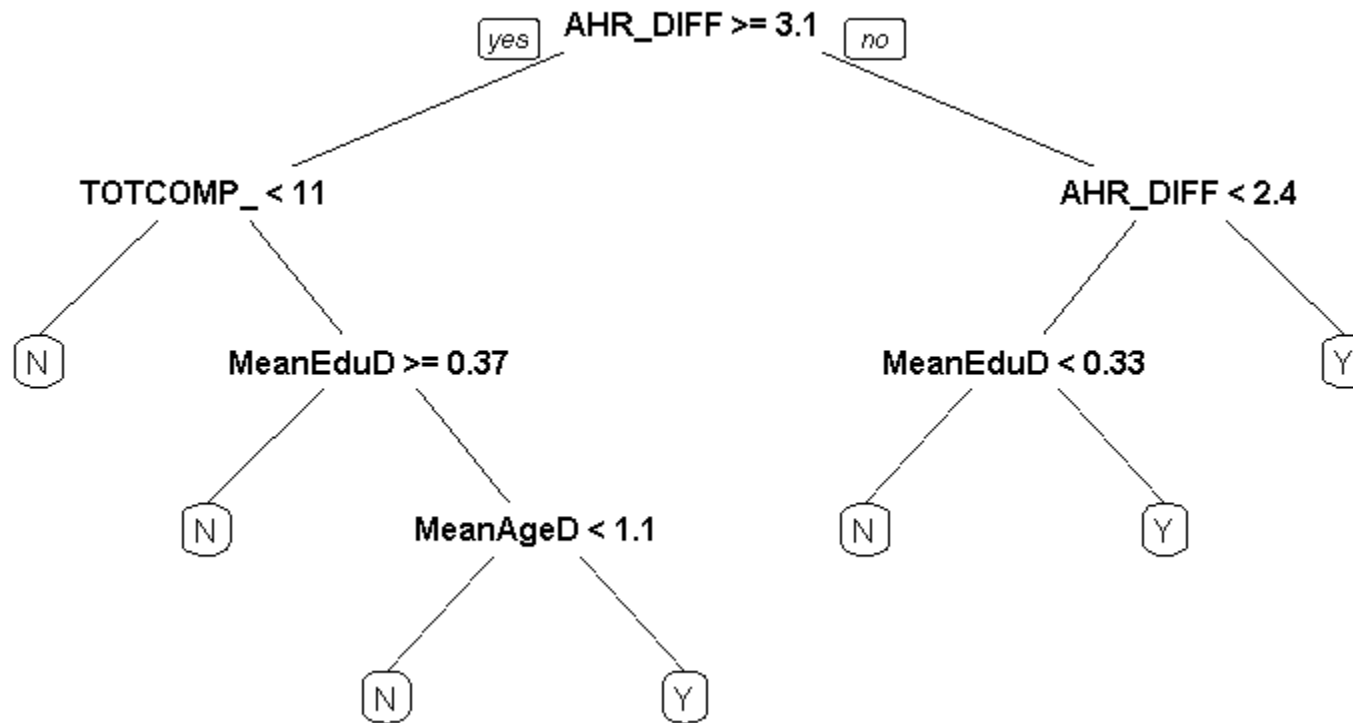 yes AHR_DIFF >= 3.1 no
TOTCOMP_ < 11 AHR_DIFF < 2.4
N MeanEduD >= 0.37 MeanEduD < 0.33 Y
N MeanAgeD < 1.1 N Y
N Y